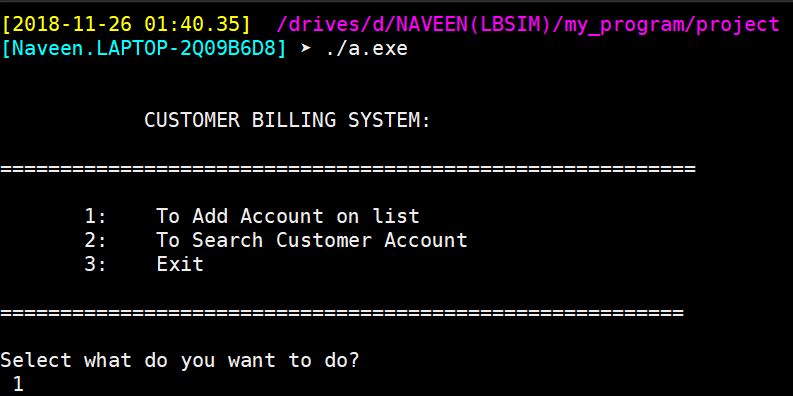 [2018-11-26 01:40.35]  /drives/d/NAVEEN(LBSIM)/my_program/project
[Naveen.LAPTOP-2Q09B6D8] ➤ ./a.exe
CUSTOMER BILLING SYSTEM:
==========================================================
1:    To Add Account on list
2:    To Search Customer Account
3:    Exit
=========================================================
Select what do you want to do?
1